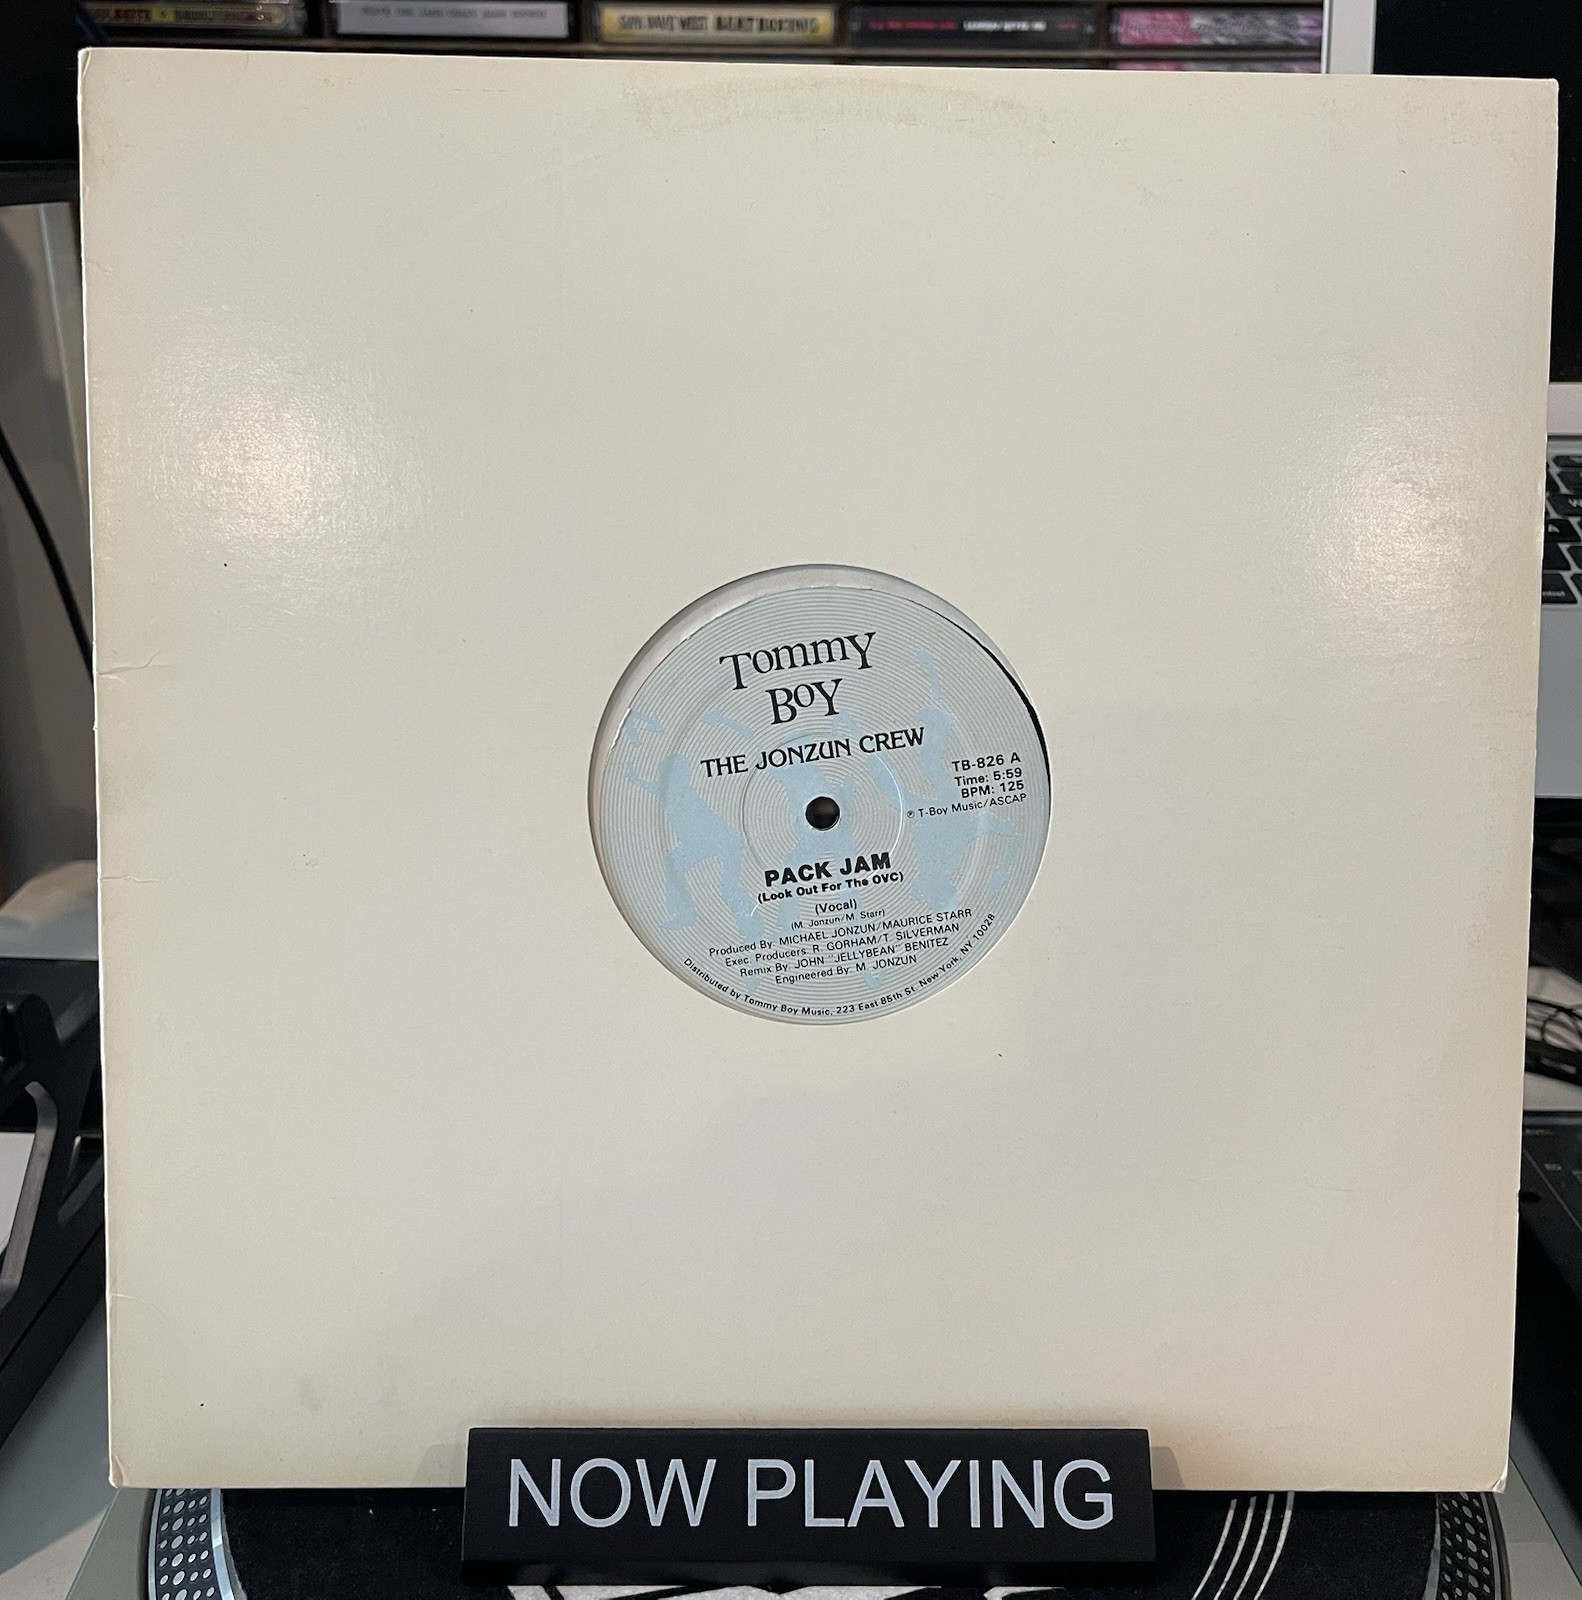 Tommy
Boy
THE JONZUN CREW
TB-826 A
Time: 5:59
BPM: 125
℗ T-Boy Music/ASCAP
PACK JAM
(Look Out For The OVC)
(Vocal)
(M. Jonzun/M. Starr)
Produced By: MICHAEL JONZUN/MAURICE STARR
Exec. Producers: R. GORHAM/T. SILVERMAN
Remix By: JOHN "JELLYBEAN" BENITEZ
Engineered By: M. JONZUN
Distributed by Tommy Boy Music, 223 East 85th St. New York, NY 10028
NOW PLAYING